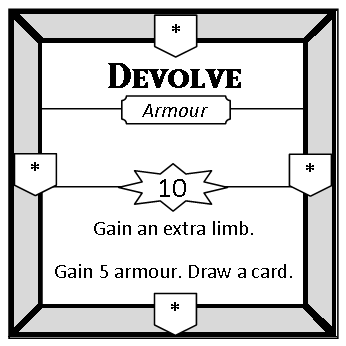 *
DEVOLVE
Armour
* *
10
Gain an extra limb.
Gain 5 armour. Draw a card.
*